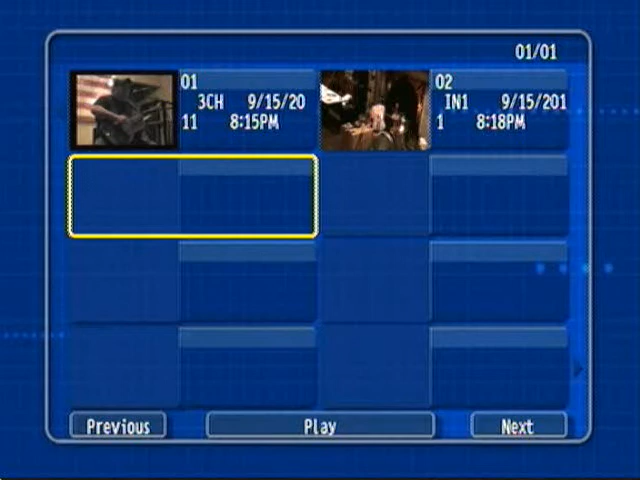 01/01
01
3CH 9/15/20
11 8:15PM
02
IN1 9/15/201
1 8:18PM
Previous
Play
Next